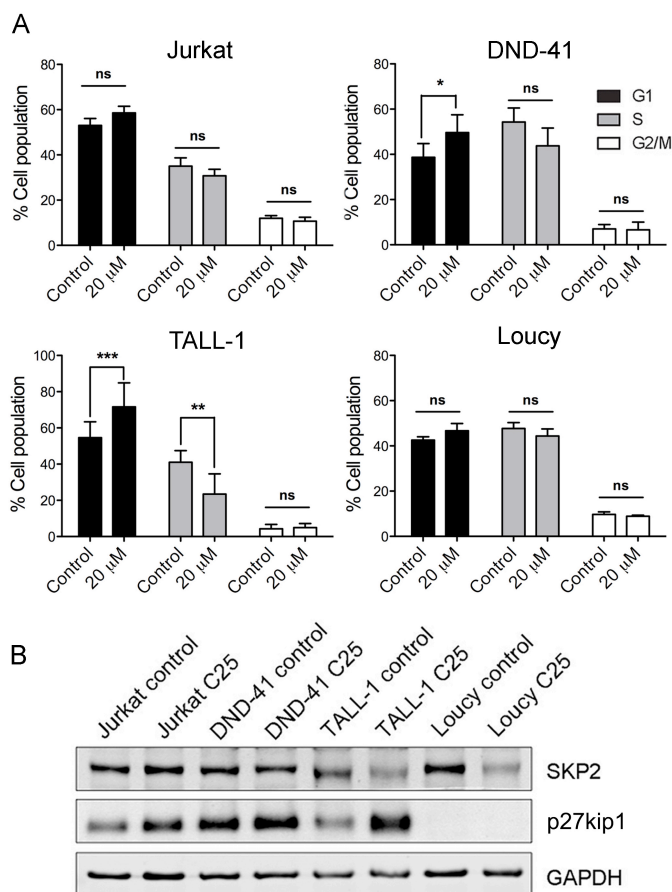 A
Jurkat
% Cell population
80
60
40
20
0
ns
ns
ns
Control
20 µM
Control
20 µM
Control
20 µM
DND-41
% Cell population
80
60
40
20
0
*
ns
ns
G1
S
G2/M
Control
20 µM
Control
20 µM
Control
20 µM
TALL-1
% Cell population
100
80
60
40
20
0
***
**
ns
Control
20 µM
Control
20 µM
Control
20 µM
Loucy
% Cell population
80
60
40
20
0
ns
ns
ns
Control
20 µM
Control
20 µM
Control
20 µM
B
Jurkat control
Jurkat C25
DND-41 control
DND-41 C25
TALL-1 control
TALL-1 C25
Loucy control
Loucy C25
SKP2
p27kip1
GAPDH